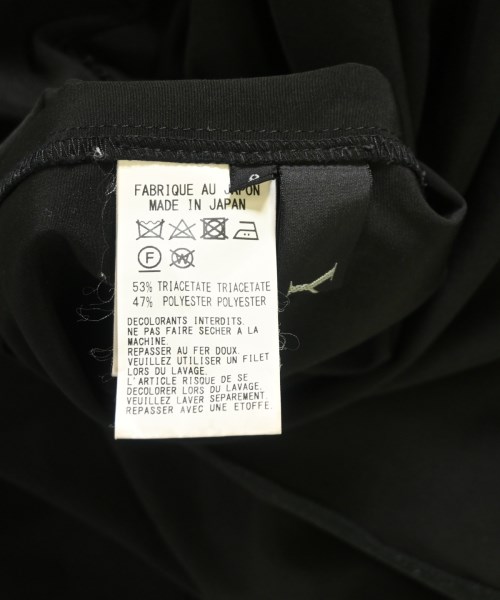 FABRIQUE AU JAPON
MADE IN JAPAN
F W
53% TRIACETATE TRIACETATE
47% POLYESTER POLYESTER
DECOLORANTS INTERDITS.
NE PAS FAIRE SECHER A LA
MACHINE.
REPASSER AU FER DOUX
VEUILLEZ UTILISER UN FILET
LORS DU LAVAGE.
L'ARTICLE RISQUE DE SE
DECOLORER LORS DU LAVAGE.
VEUILLEZ LAVER SEPAREMENT.
REPASSER AVEC UNE ETOFFE.